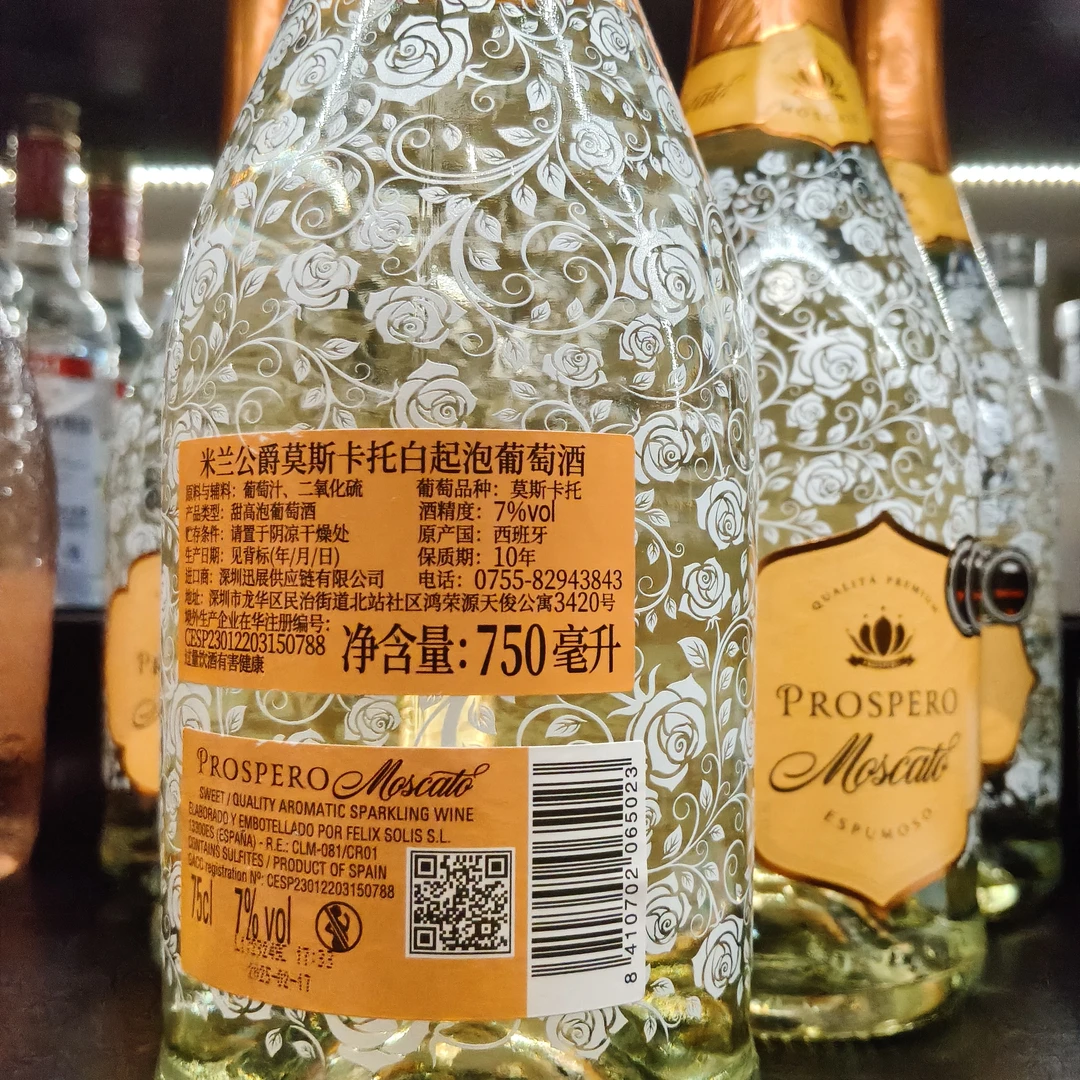 米兰公爵莫斯卡托白起泡葡萄酒
原料与辅料：葡萄汁、二氧化硫 葡萄品种：莫斯卡托
产品类型：甜高泡葡萄酒 酒精度：7%vol
贮存条件：请置于阴凉干燥处 原产国：西班牙
生产日期：见背标(年/月/日) 保质期：10年
进口商：深圳迅展供应链有限公司 电话：0755-82943843
地址：深圳市龙华区民治街道北站社区鸿荣源天俊公寓3420号
境外生产企业在华注册编号：
CESP23012203150788
过量饮酒有害健康
净含量：750毫升
PROSPERO Moscato
SWEET / QUALITY AROMATIC SPARKLING WINE
ELABORADO Y EMBOTELLADO POR FELIX SOLIS S.L.
13300ES (ESPAÑA) - R.E.: CLM-081/CR01
CONTAINS SULFITES / PRODUCT OF SPAIN
GACC registration Nº: CESP23012203150788
75cl 7% vol
17:33
2025-02-17
8 410702 065023
QUALITÀ PREMIUM
PROSPERO
Moscato
ESPUMOSO